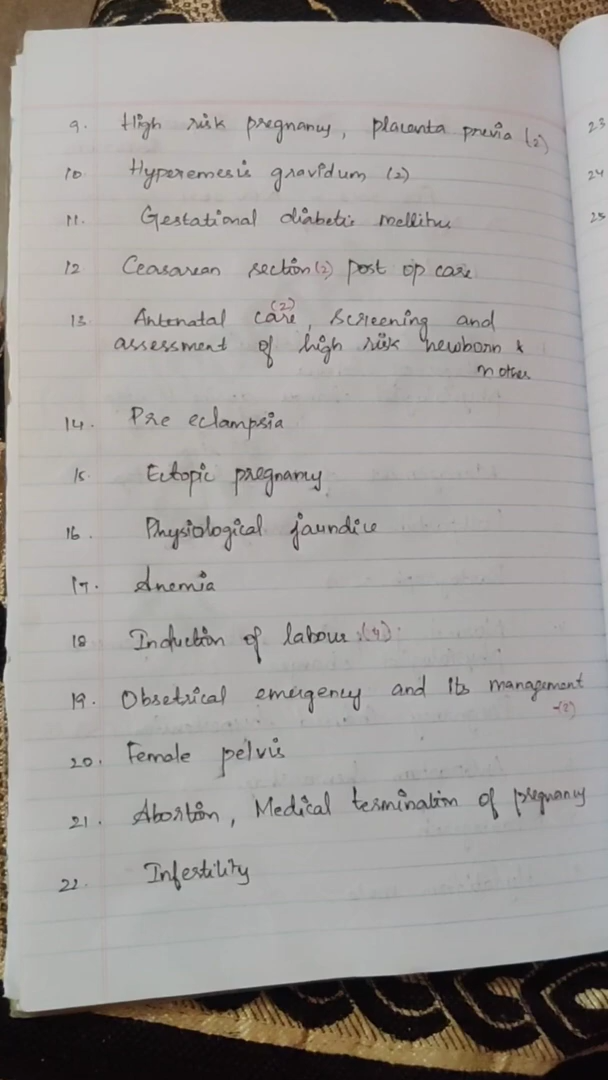 9. High risk pregnancy, placenta previa (2)
10. Hyperemesis gravidum (2)
11. Gestational diabetis mellitus
12 Ceasarean section (2) post op care
13 Antenatal care (2), screening and
assessment of high risk newborn &
mother
14. Pre eclampsia
15. Ectopic pregnancy
16. Physiological jaundice
17. Anemia
18 Induction of labour (4)
19. Obsetrical emergency and its management
-(2)
20. Female pelvis
21. Abortion, Medical termination of pregnancy
22. Infertility
23
24
25